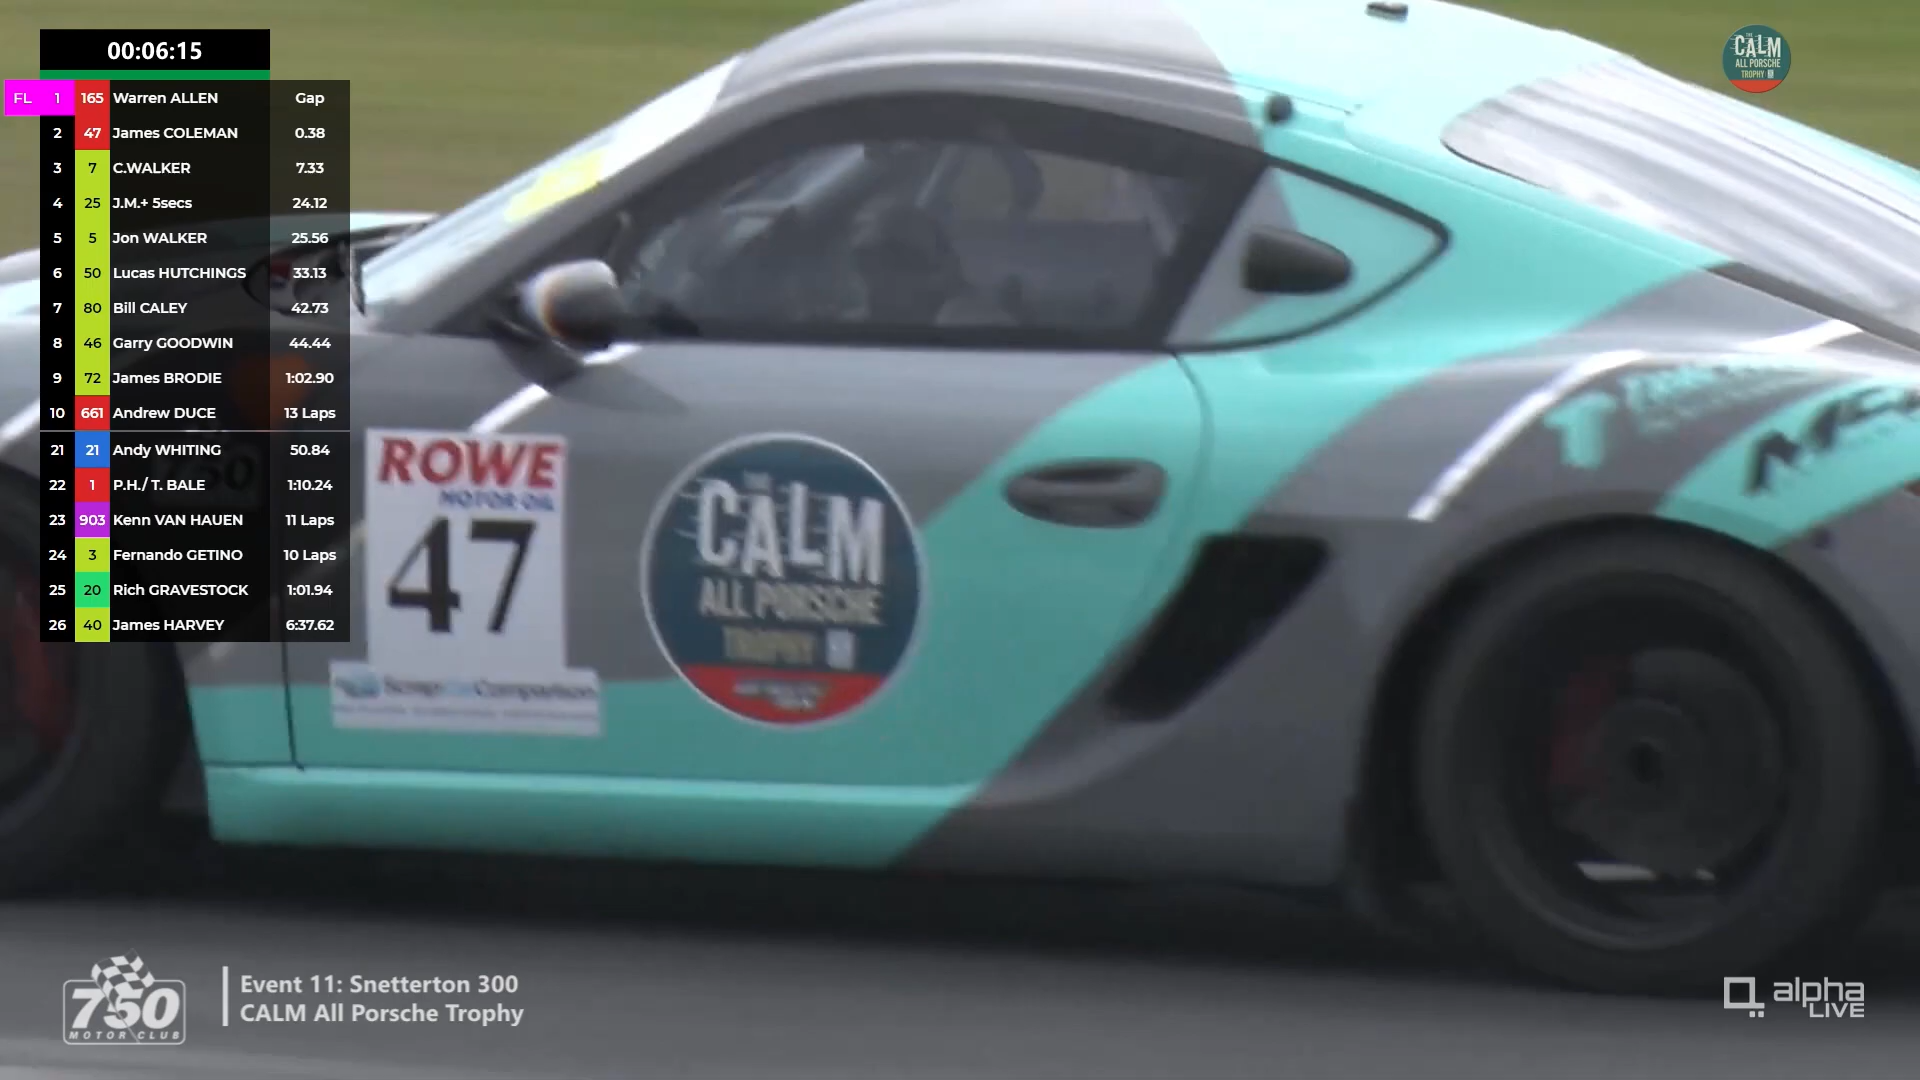 00:06:15
FL 1 165 Warren ALLEN Gap
2 47 James COLEMAN 0.38
3 7 C.WALKER 7.33
4 25 J.M.+ 5secs 24.12
5 5 Jon WALKER 25.56
6 50 Lucas HUTCHINGS 33.13
7 80 Bill CALEY 42.73
8 46 Garry GOODWIN 44.44
9 72 James BRODIE 1:02.90
10 661 Andrew DUCE 13 Laps
21 21 Andy WHITING 50.84
22 1 P.H./ T. BALE 1:10.24
23 903 Kenn VAN HAUEN 11 Laps
24 3 Fernando GETINO 10 Laps
25 20 Rich GRAVESTOCK 1:01.94
26 40 James HARVEY 6:37.62
THE
CALM
ALL PORSCHE
TROPHY
ROWE
MOTOR OIL
47
ScrapCarComparison
THE
CALM
ALL PORSCHE
TROPHY
750
MOTOR CLUB
Event 11: Snetterton 300
CALM All Porsche Trophy
alpha
LIVE